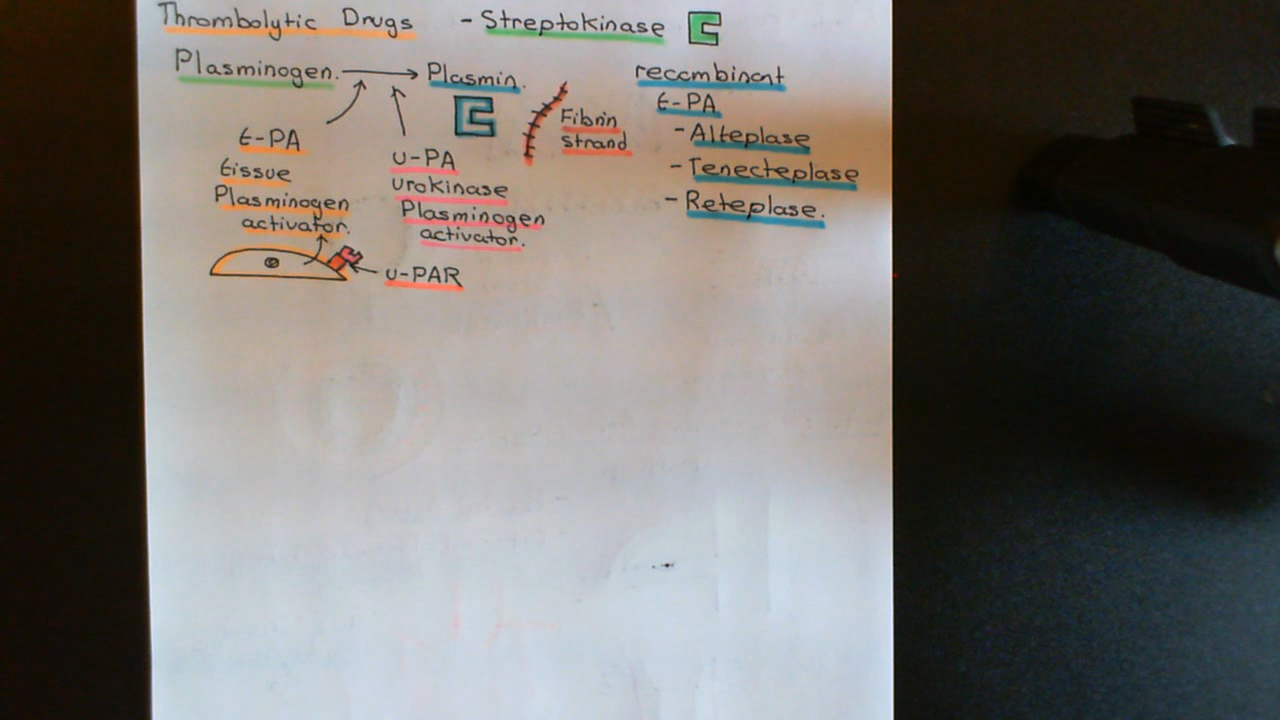 Thrombolytic Drugs - Streptokinase
Plasminogen. Plasmin.
t-PA
tissue
Plasminogen
activator.
u-PA
urokinase
Plasminogen
activator.
u-PAR
Fibrin
strand
recombinant
t-PA
- Alteplase
- Tenecteplase
- Reteplase.